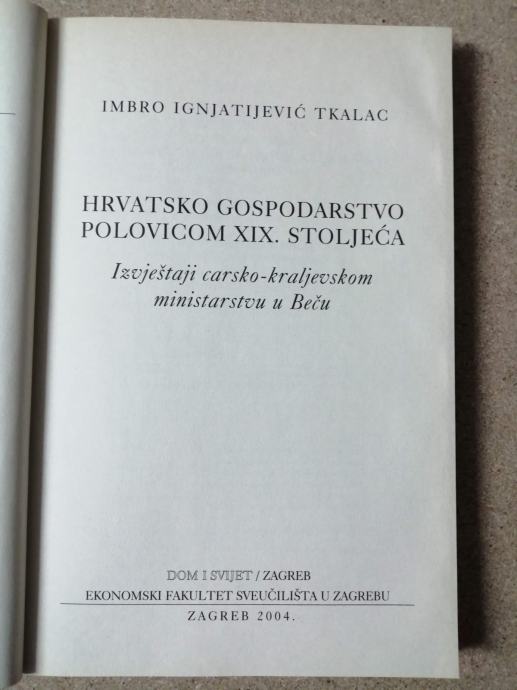 IMBRO IGNJATIJEVIĆ TKALAC
HRVATSKO GOSPODARSTVO
POLOVICOM XIX. STOLJEĆA
Izvještaji carsko-kraljevskom
ministarstvu u Beču
DOM I SVIJET / ZAGREB
EKONOMSKI FAKULTET SVEUČILIŠTA U ZAGREBU
ZAGREB 2004.